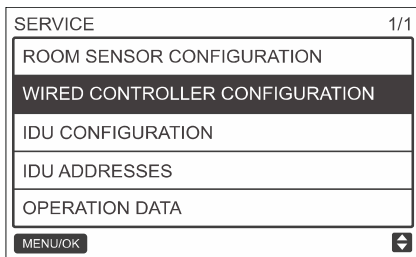 SERVICE 1/1
ROOM SENSOR CONFIGURATION
WIRED CONTROLLER CONFIGURATION
IDU CONFIGURATION
IDU ADDRESSES
OPERATION DATA
MENU/OK